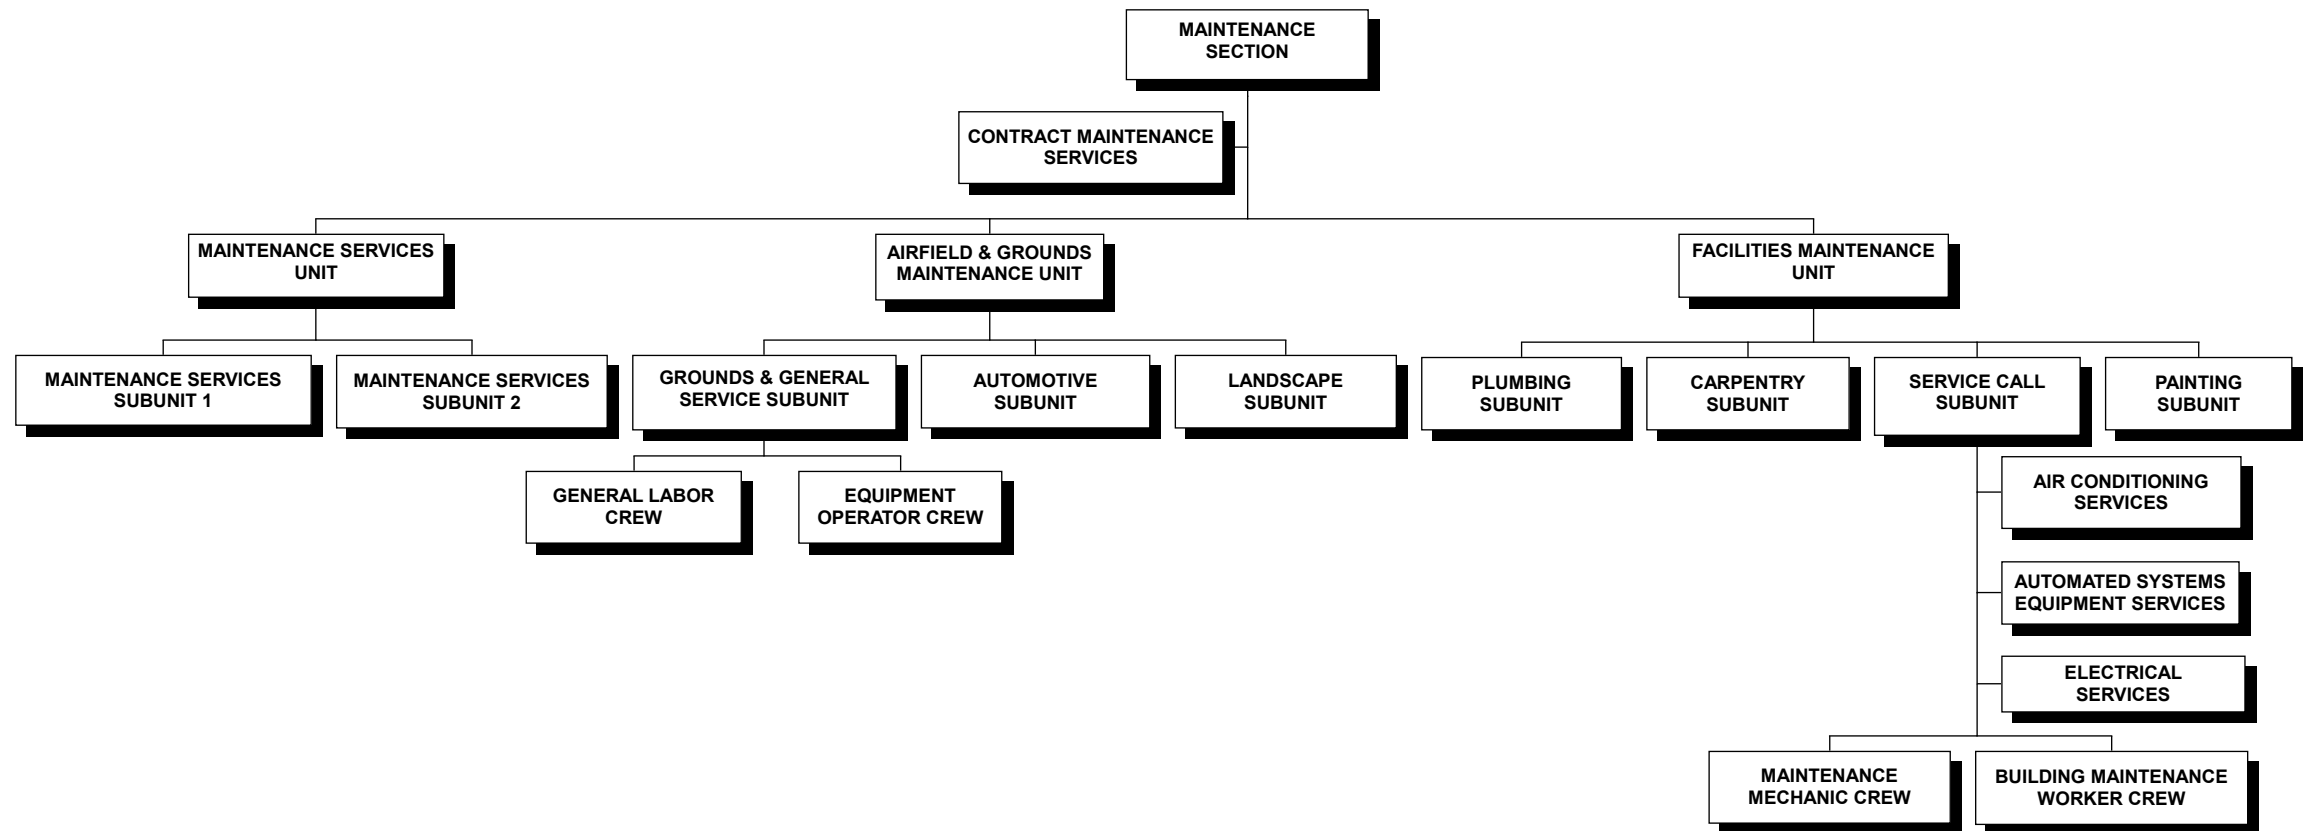 MAINTENANCE
SECTION
CONTRACT MAINTENANCE
SERVICES
MAINTENANCE SERVICES
UNIT
AIRFIELD & GROUNDS
MAINTENANCE UNIT
FACILITIES MAINTENANCE
UNIT
MAINTENANCE SERVICES
SUBUNIT 1
MAINTENANCE SERVICES
SUBUNIT 2
GROUNDS & GENERAL
SERVICE SUBUNIT
AUTOMOTIVE
SUBUNIT
LANDSCAPE
SUBUNIT
PLUMBING
SUBUNIT
CARPENTRY
SUBUNIT
SERVICE CALL
SUBUNIT
PAINTING
SUBUNIT
GENERAL LABOR
CREW
EQUIPMENT
OPERATOR CREW
AIR CONDITIONING
SERVICES
AUTOMATED SYSTEMS
EQUIPMENT SERVICES
ELECTRICAL
SERVICES
MAINTENANCE
MECHANIC CREW
BUILDING MAINTENANCE
WORKER CREW